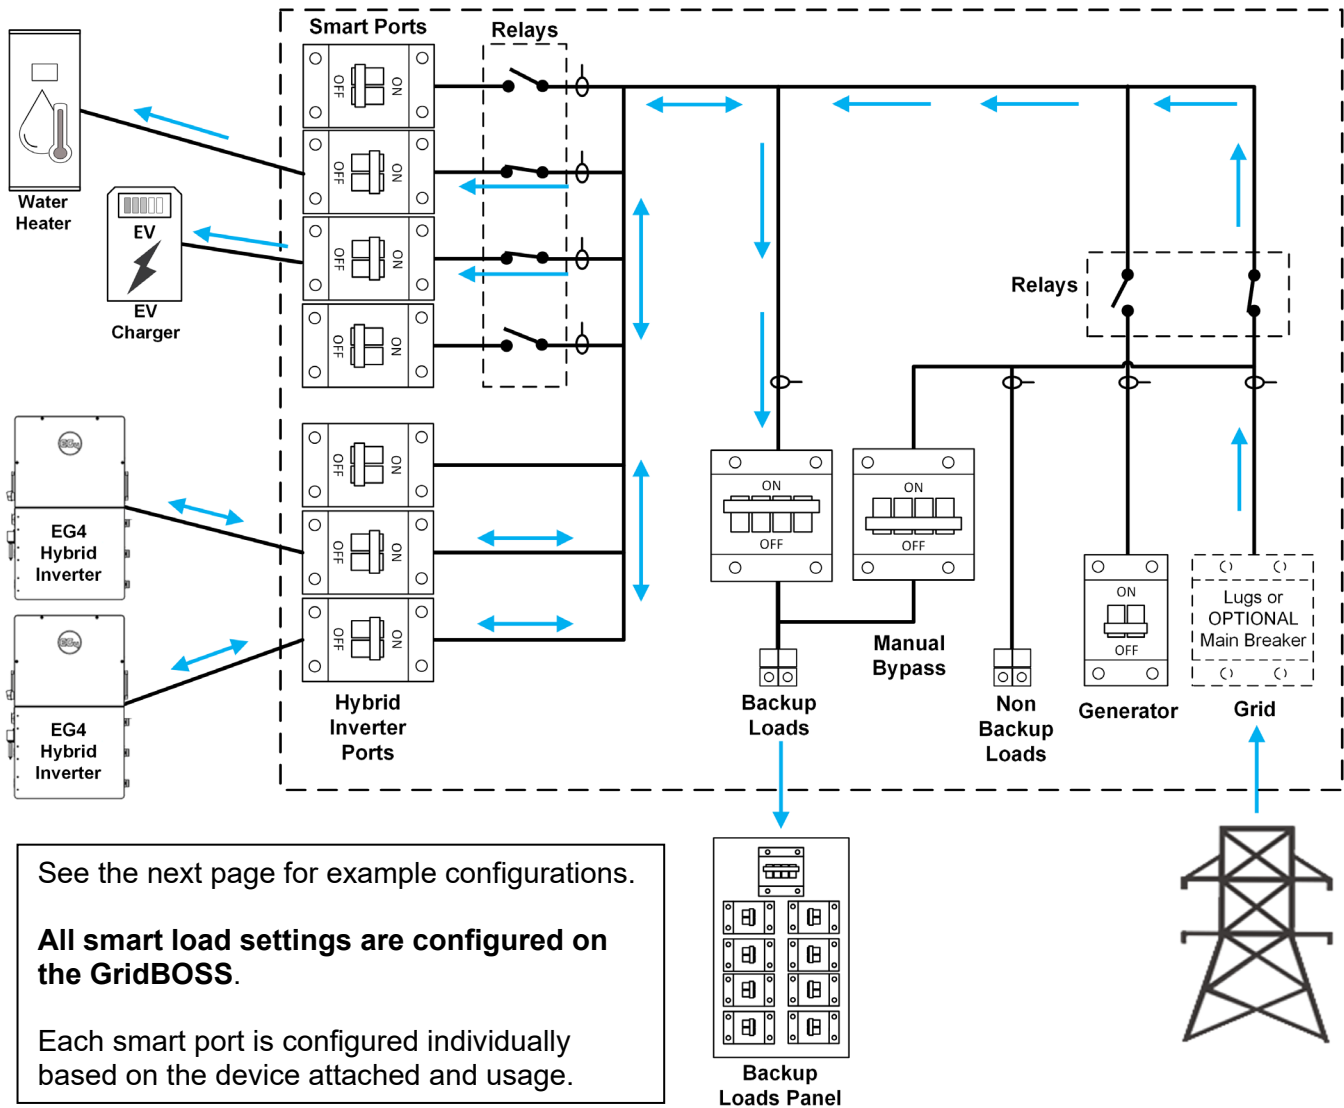 Smart Ports
Relays
OFF
ON
OFF
ON
OFF
ON
OFF
ON
Water
Heater
EV
EV
Charger
Relays
OFF
ON
OFF
ON
OFF
ON
EG4
Hybrid
Inverter
EG4
Hybrid
Inverter
Hybrid
Inverter
Ports
ON
OFF
ON
OFF
Manual
Bypass
Backup
Loads
Non
Backup
Loads
ON
OFF
Generator
Lugs or
OPTIONAL
Main Breaker
Grid
See the next page for example configurations.
All smart load settings are configured on
the GridBOSS.
Each smart port is configured individually
based on the device attached and usage.
Backup
Loads Panel